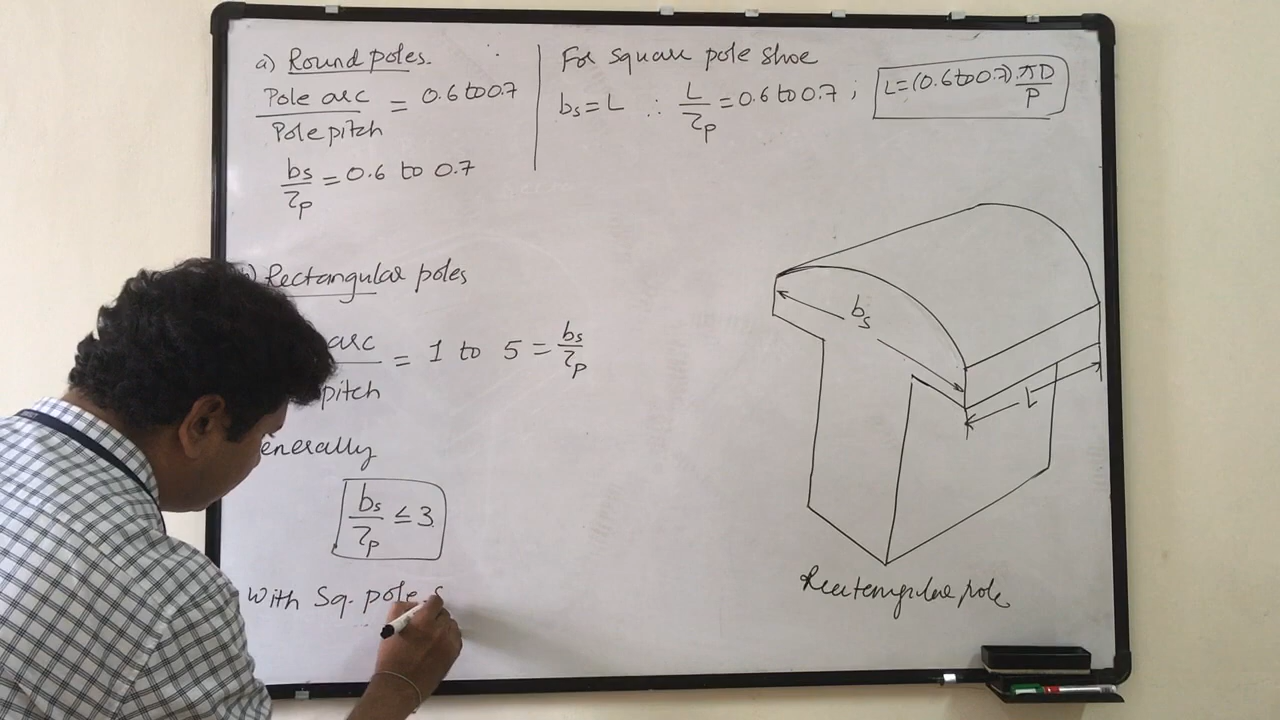 a) Round poles.
Pole arc / Pole pitch = 0.6 to 0.7
bs/τp = 0.6 to 0.7
For square pole shoe
bs = L ∴ L/τp = 0.6 to 0.7 ; L = (0.6 to 0.7) . πD/P
) Rectangular poles
arc / pitch = 1 to 5 = bs/τp
enerally
bs/τp ≤ 3
With Sq. pole s
bs
L
Rectengular pole